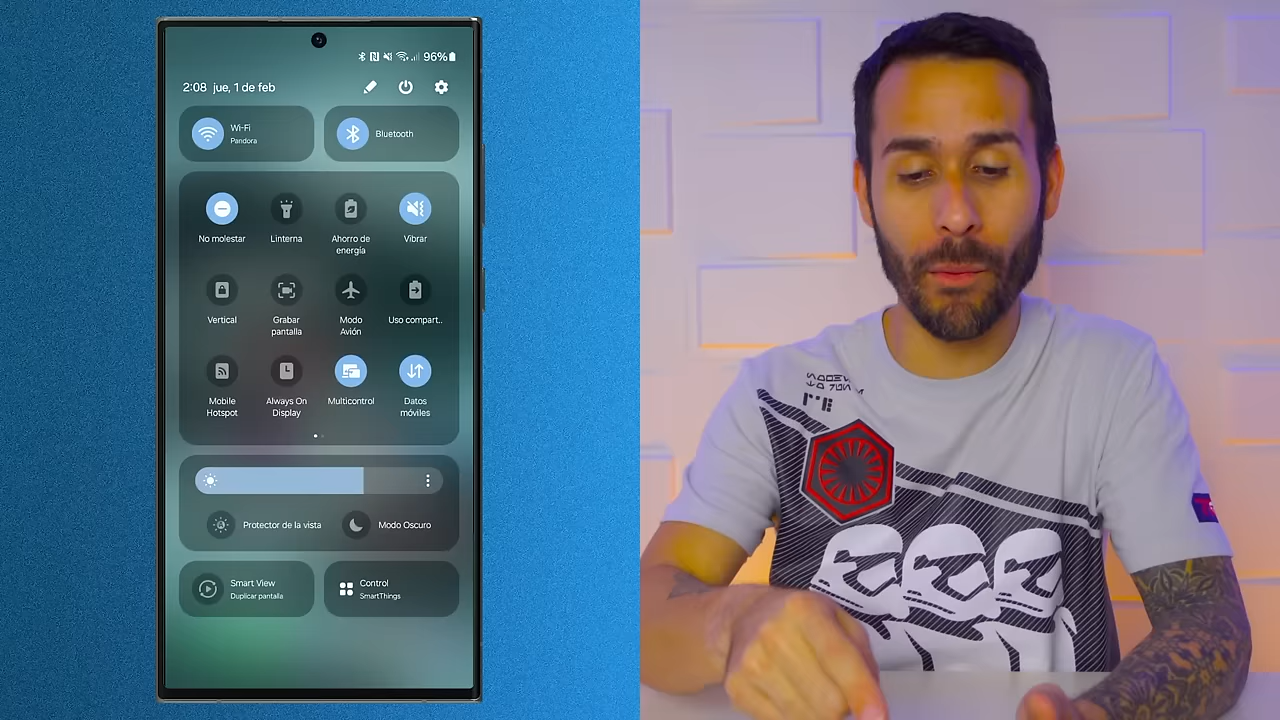 96%
2:08 jue, 1 de feb
Wi-Fi
Pandora
Bluetooth
No molestar
Linterna
Ahorro de
energía
Vibrar
Vertical
Grabar
pantalla
Modo
Avión
Uso compart..
Mobile
Hotspot
Always On
Display
Multicontrol
Datos
móviles
Protector de la vista
Modo Oscuro
Smart View
Duplicar pantalla
Control
SmartThings